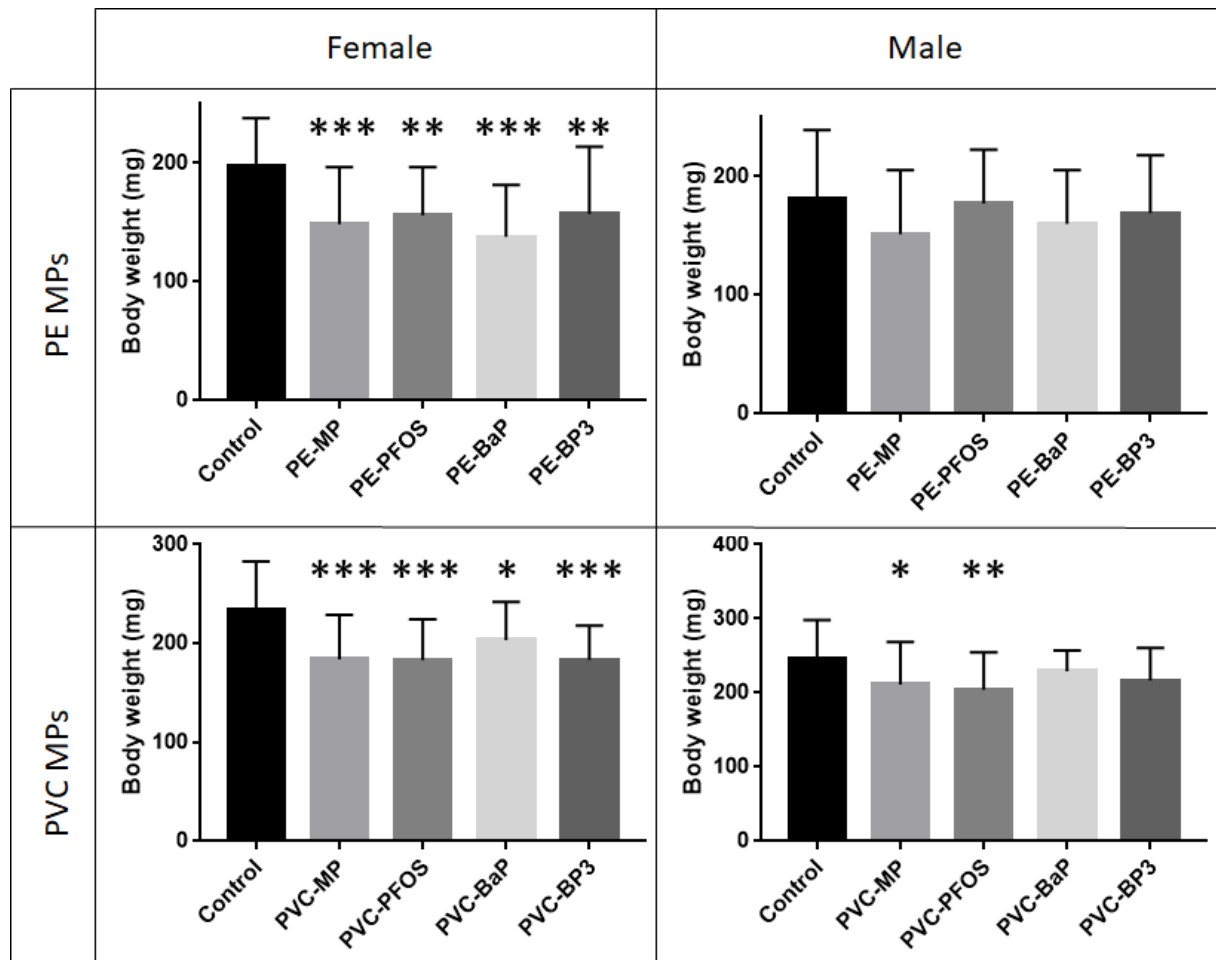 Female Male
PE MPs
Body weight (mg)
200
100
0
*** ** *** **
Control PE-MP PE-PFOS PE-BaP PE-BP3
Body weight (mg)
200
100
0
Control PE-MP PE-PFOS PE-BaP PE-BP3
PVC MPs
Body weight (mg)
300
200
100
0
*** *** * ***
Control PVC-MP PVC-PFOS PVC-BaP PVC-BP3
Body weight (mg)
400
300
200
100
0
* **
Control PVC-MP PVC-PFOS PVC-BaP PVC-BP3